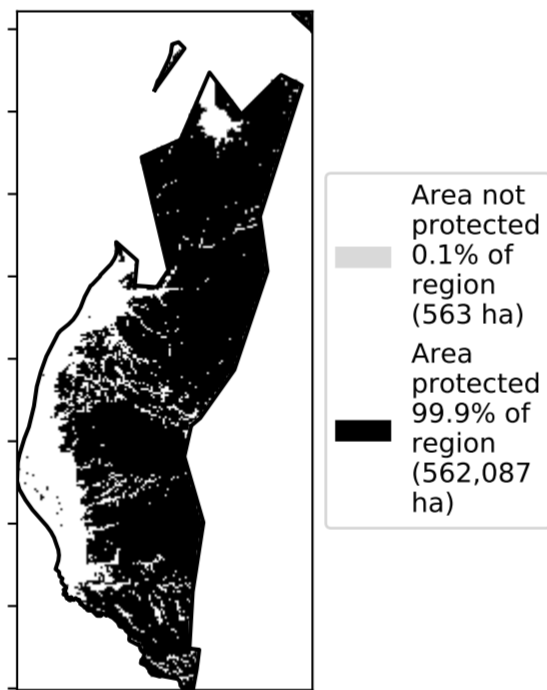 Area not
protected
0.1% of
region
(563 ha)
Area
protected
99.9% of
region
(562,087
ha)